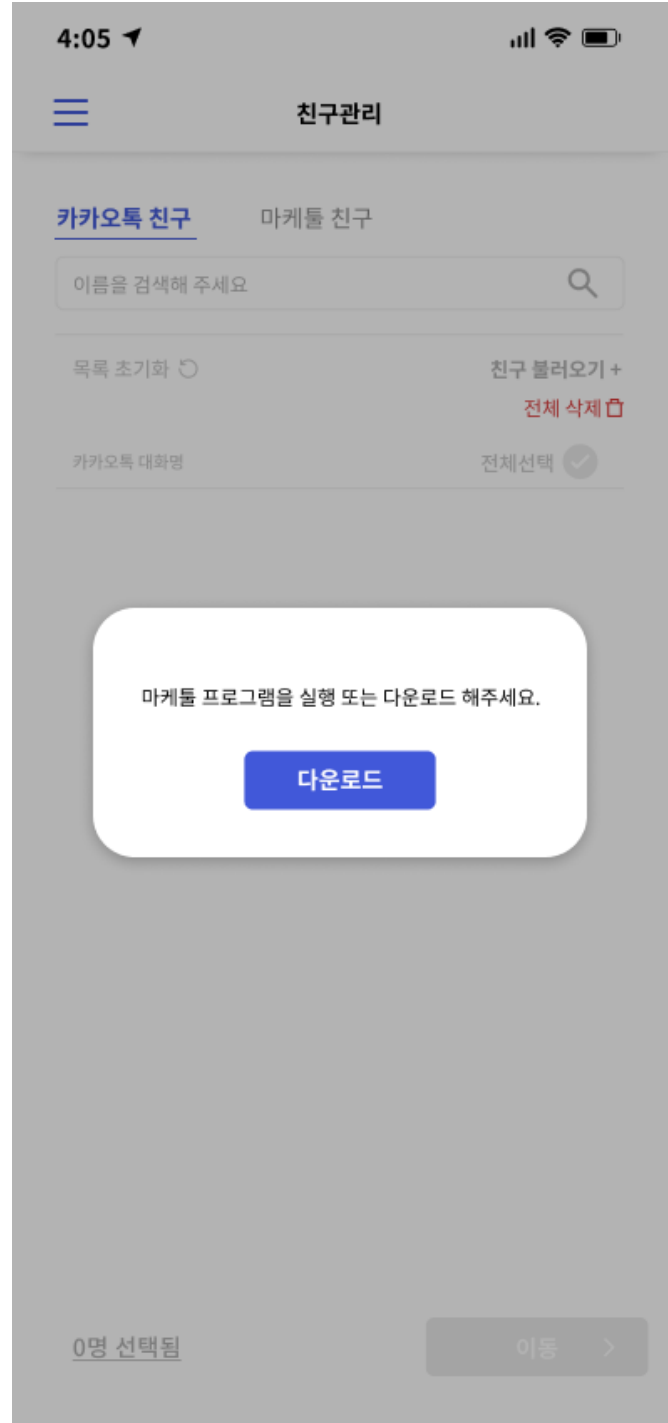 4:05
친구관리
카카오톡 친구 마케툴 친구
이름을 검색해 주세요
목록 초기화 친구 불러오기 +
전체 삭제
카카오톡 대화명 전체선택
마케툴 프로그램을 실행 또는 다운로드 해주세요.
다운로드
0명 선택됨 이동 >